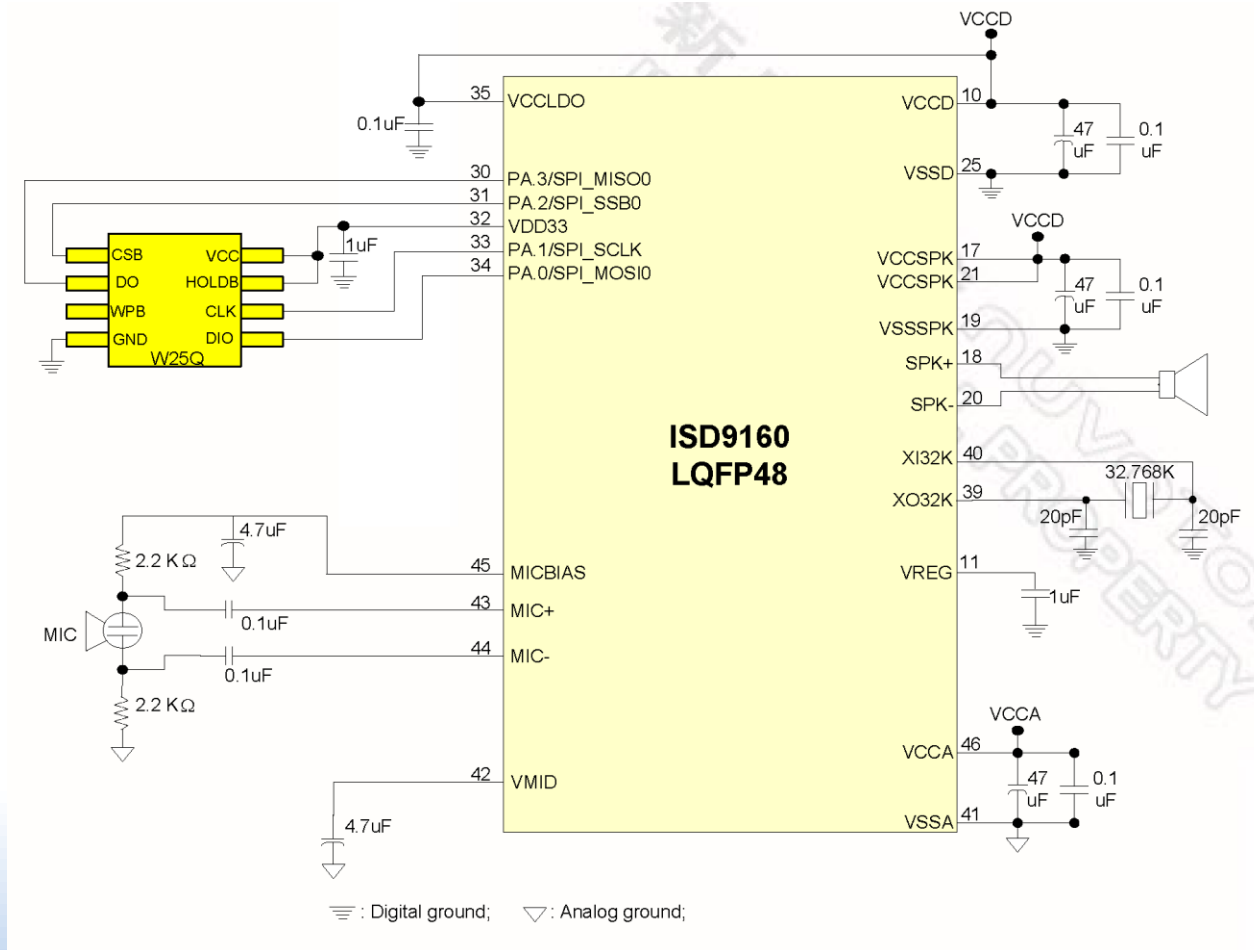 VCCD
35 VCCLDO
VCCD 10
0.1uF
47 uF
0.1 uF
VSSD 25
30 PA.3/SPI_MISO0
31 PA.2/SPI_SSB0
32 VDD33
33 PA.1/SPI_SCLK
34 PA.0/SPI_MOSI0
1uF
CSB VCC
DO HOLDB
WPB CLK
GND DIO
W25Q
VCCD
VCCSPK 17
VCCSPK 21
47 uF
0.1 uF
VSSSPK 19
SPK+ 18
SPK- 20
ISD9160
LQFP48
XI32K 40
32.768K
XO32K 39
20pF
20pF
VREG 11
1uF
4.7uF
2.2 KΩ
45 MICBIAS
43 MIC+
0.1uF
MIC
44 MIC-
0.1uF
2.2 KΩ
42 VMID
4.7uF
VCCA
VCCA 46
47 uF
0.1 uF
VSSA 41
: Digital ground; : Analog ground;
新
NUVOTON
PROPERTY